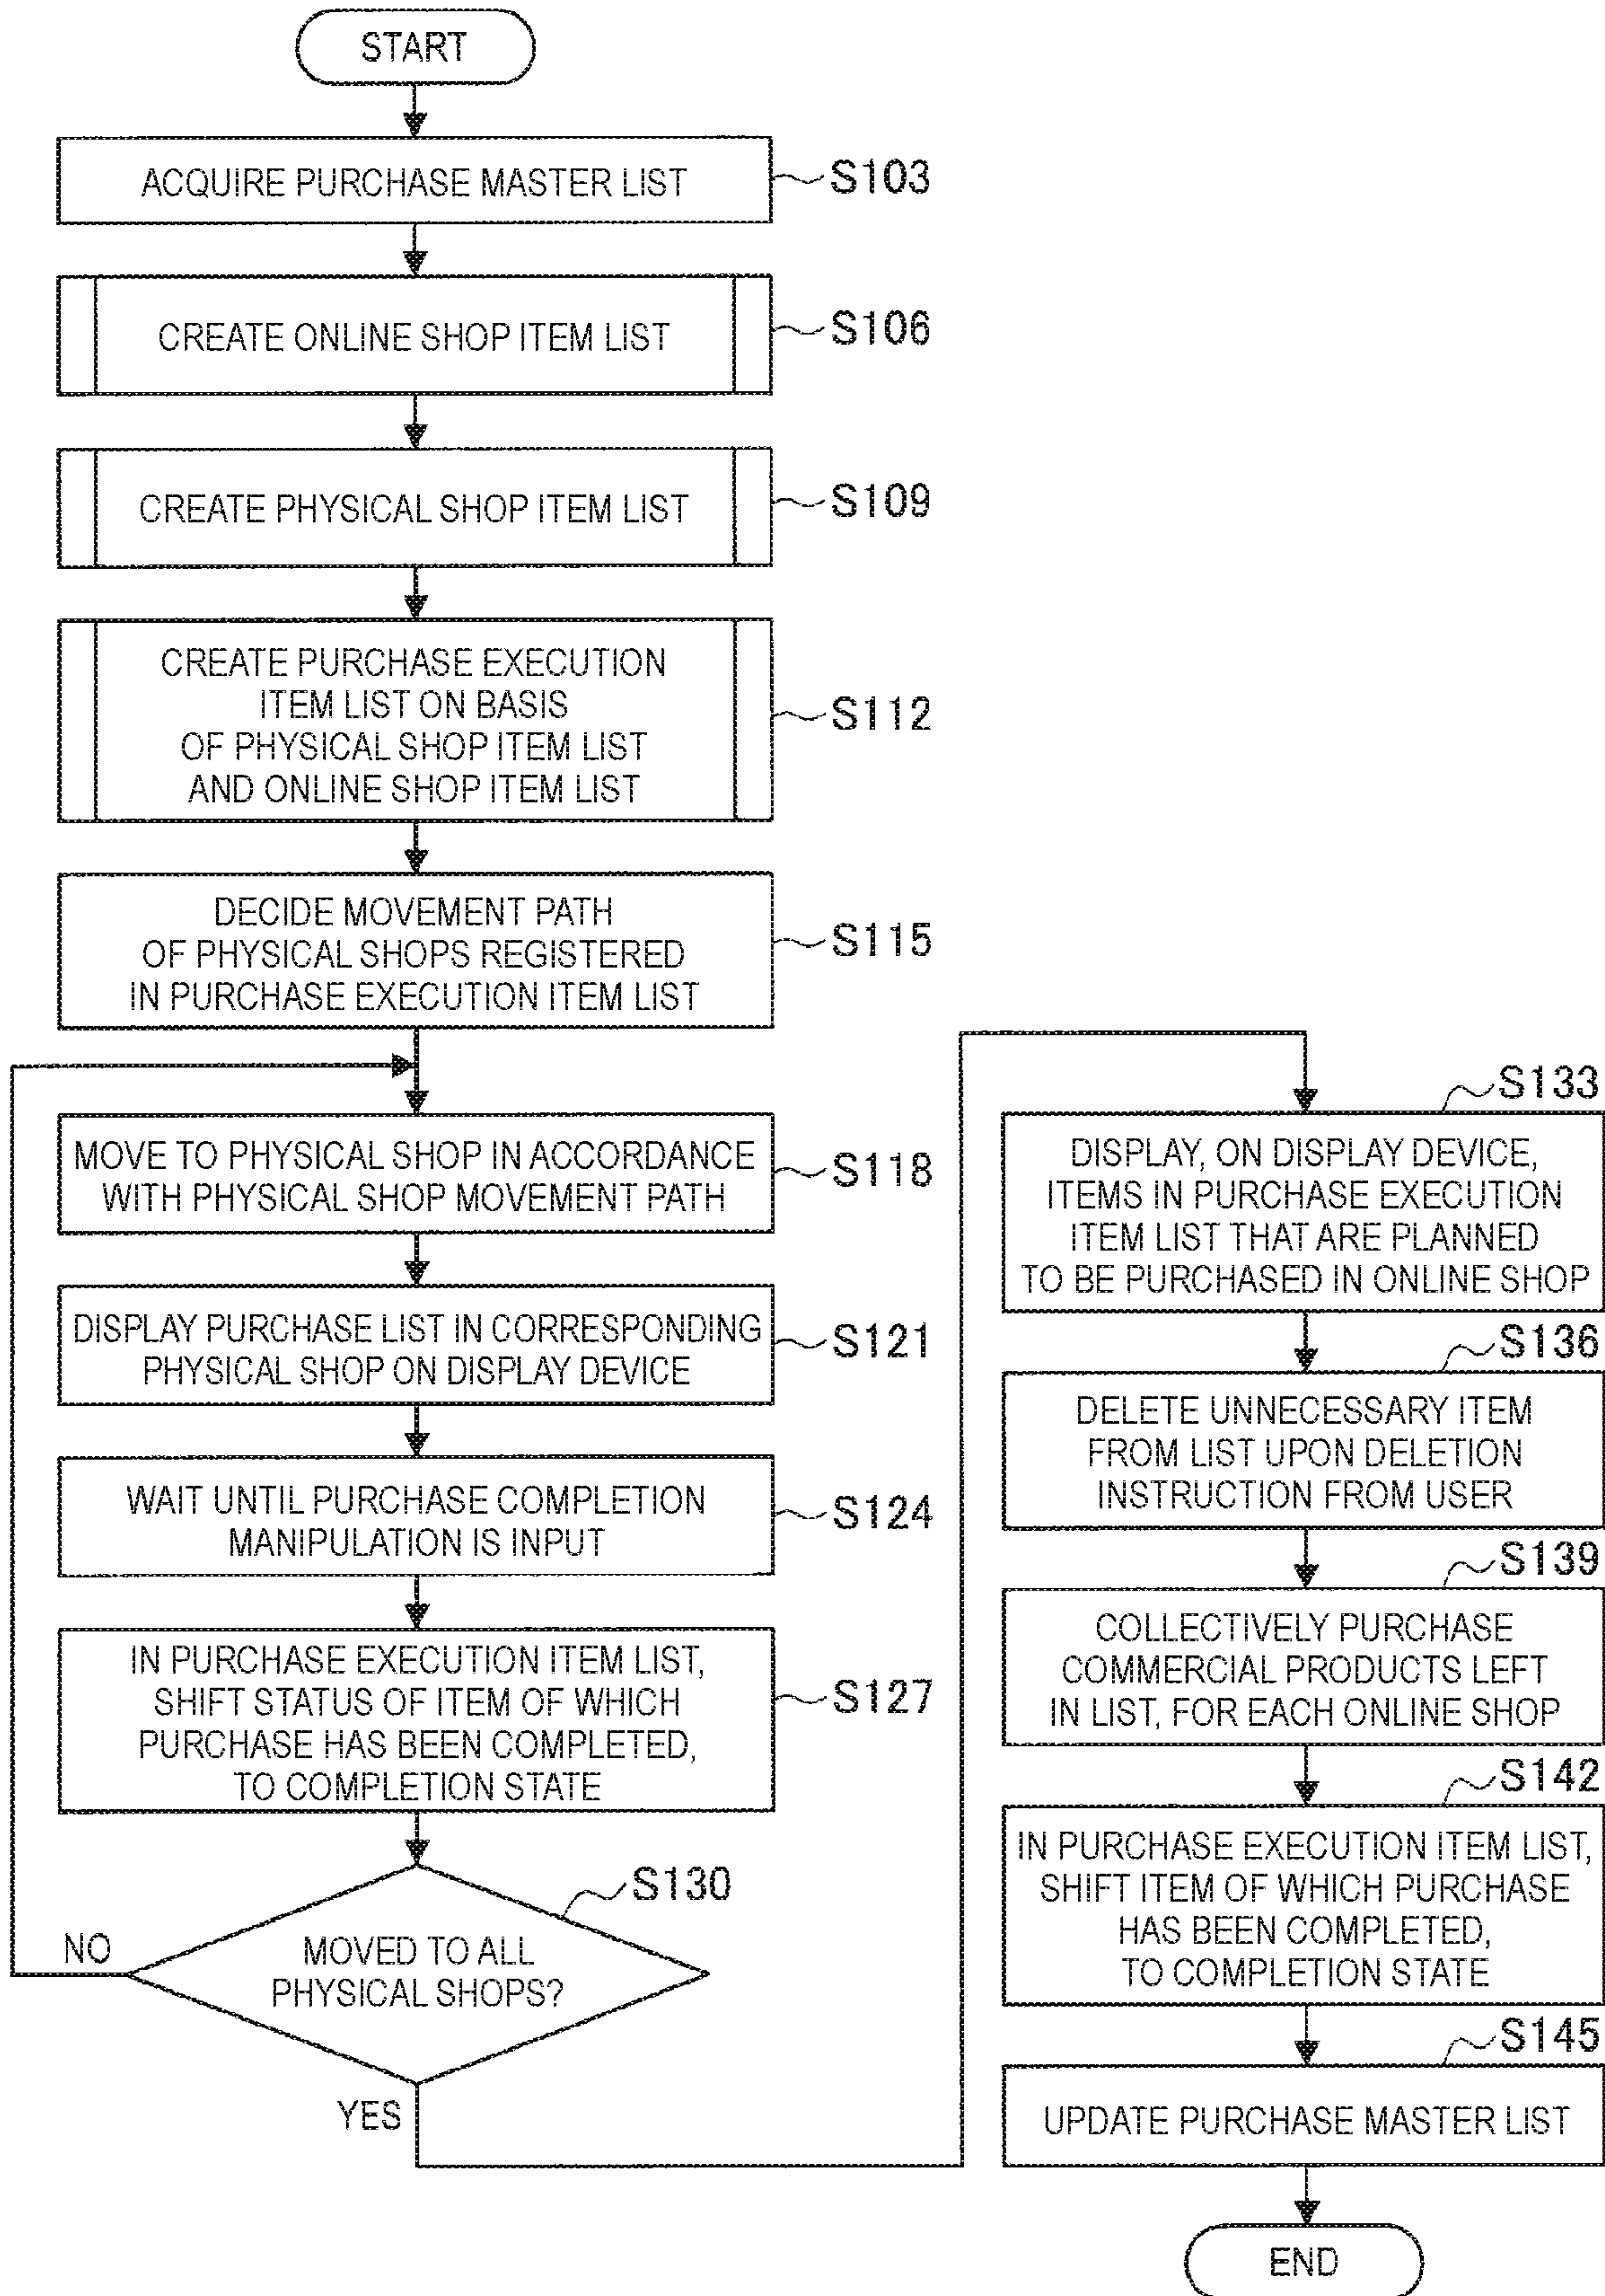 START
ACQUIRE PURCHASE MASTER LIST
S103
CREATE ONLINE SHOP ITEM LIST
S106
CREATE PHYSICAL SHOP ITEM LIST
S109
CREATE PURCHASE EXECUTION
ITEM LIST ON BASIS
OF PHYSICAL SHOP ITEM LIST
AND ONLINE SHOP ITEM LIST
S112
DECIDE MOVEMENT PATH
OF PHYSICAL SHOPS REGISTERED
IN PURCHASE EXECUTION ITEM LIST
S115
MOVE TO PHYSICAL SHOP IN ACCORDANCE
WITH PHYSICAL SHOP MOVEMENT PATH
S118
DISPLAY PURCHASE LIST IN CORRESPONDING
PHYSICAL SHOP ON DISPLAY DEVICE
S121
WAIT UNTIL PURCHASE COMPLETION
MANIPULATION IS INPUT
S124
IN PURCHASE EXECUTION ITEM LIST,
SHIFT STATUS OF ITEM OF WHICH
PURCHASE HAS BEEN COMPLETED,
TO COMPLETION STATE
S127
S130
MOVED TO ALL
PHYSICAL SHOPS?
NO
YES
S133
DISPLAY, ON DISPLAY DEVICE,
ITEMS IN PURCHASE EXECUTION
ITEM LIST THAT ARE PLANNED
TO BE PURCHASED IN ONLINE SHOP
S136
DELETE UNNECESSARY ITEM
FROM LIST UPON DELETION
INSTRUCTION FROM USER
S139
COLLECTIVELY PURCHASE
COMMERCIAL PRODUCTS LEFT
IN LIST, FOR EACH ONLINE SHOP
S142
IN PURCHASE EXECUTION ITEM LIST,
SHIFT ITEM OF WHICH PURCHASE
HAS BEEN COMPLETED,
TO COMPLETION STATE
S145
UPDATE PURCHASE MASTER LIST
END